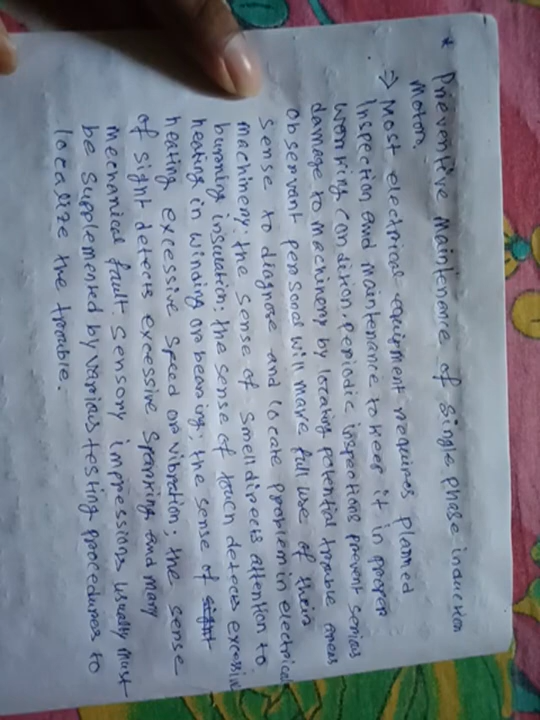 * Preventive maintenance of single phase induction
motor.
⇒ Most electrical equipment requires planned
inspection and maintenance to keep it in proper
working condition. periodic inspections prevent serious
damage to machinery by locating potential trouble areas
observant personal will make full use of their
sense to diagnose and locate problem in electrical
machinery. the sense of smell directs attention to
burning insulation; the sense of touch detects excessive
heating in winding or bearing; the sense of sight
heating excessive speed or vibration; the sense
of sight detects excessive sparking and many
mechanical fault sensory impressions usually must
be supplemented by various testing procedures to
localize the trouble.